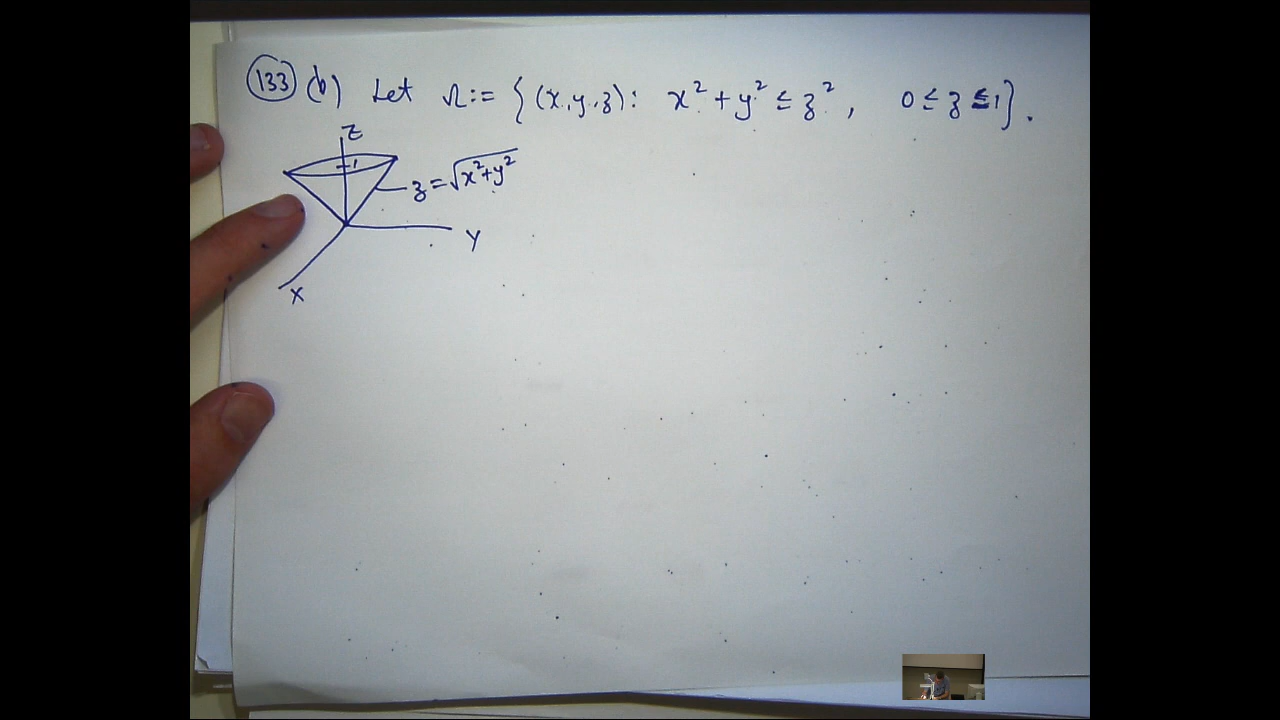 133 (b) Let Ω := {(x,y,z): x² + y² ≤ z², 0 ≤ z ≤ 1}.
z
1
z = √x²+y²
y
x